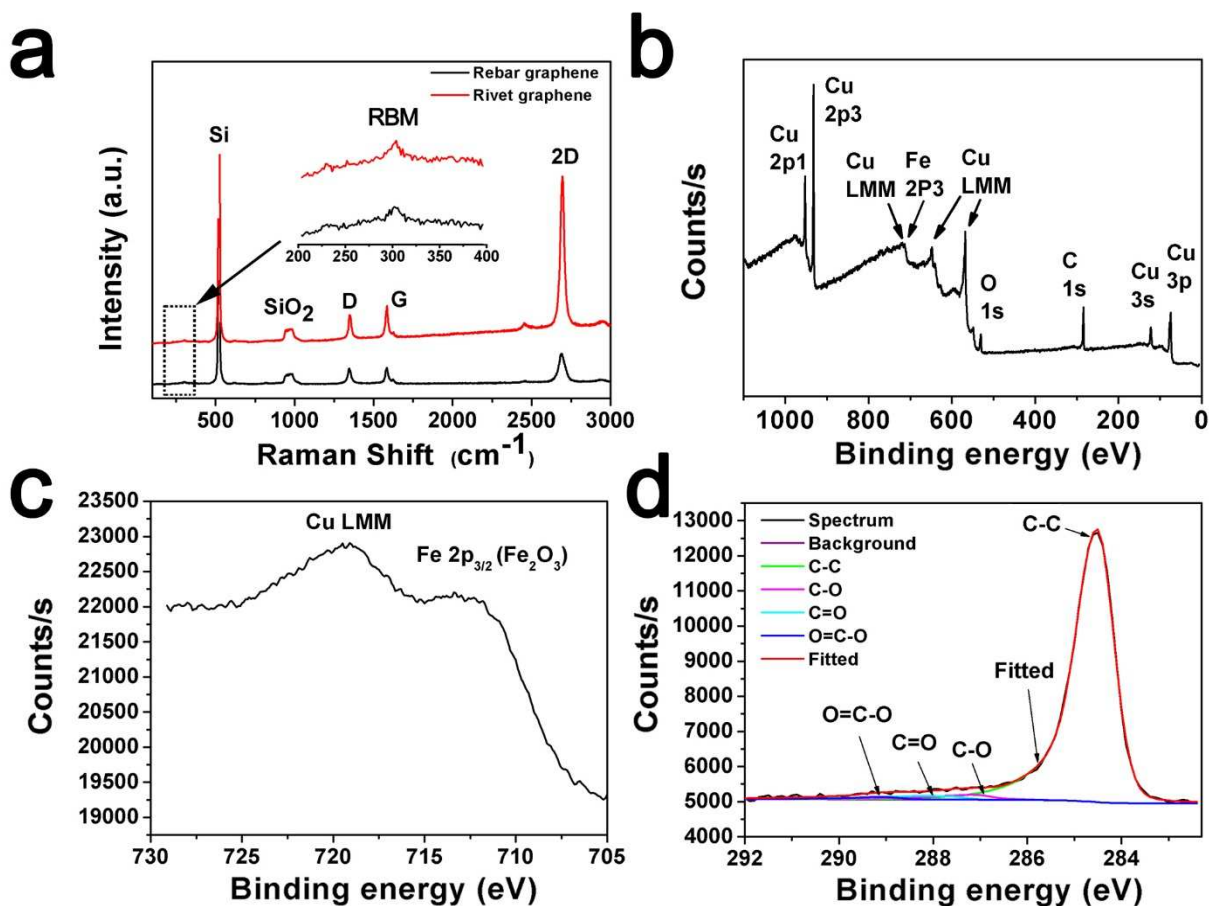 a
Rebar graphene
Rivet graphene
RBM
Si
2D
200 250 300 350 400
SiO₂
D
G
Intensity (a.u.)
500 1000 1500 2000 2500 3000
Raman Shift (cm⁻¹)
b
Cu
2p3
Cu
2p1
Cu
LMM
Fe
2P3
Cu
LMM
O
1s
C
1s
Cu
3s
Cu
3p
Counts/s
1000 800 600 400 200 0
Binding energy (eV)
c
23500
23000
22500
22000
21500
21000
20500
20000
19500
19000
Cu LMM
Fe 2p₃/₂ (Fe₂O₃)
Counts/s
730 725 720 715 710 705
Binding energy (eV)
d
13000
12000
11000
10000
9000
8000
7000
6000
5000
4000
Spectrum
Background
C-C
C-O
C=O
O=C-O
Fitted
C-C
Fitted
O=C-O
C=O
C-O
Counts/s
292 290 288 286 284
Binding energy (eV)